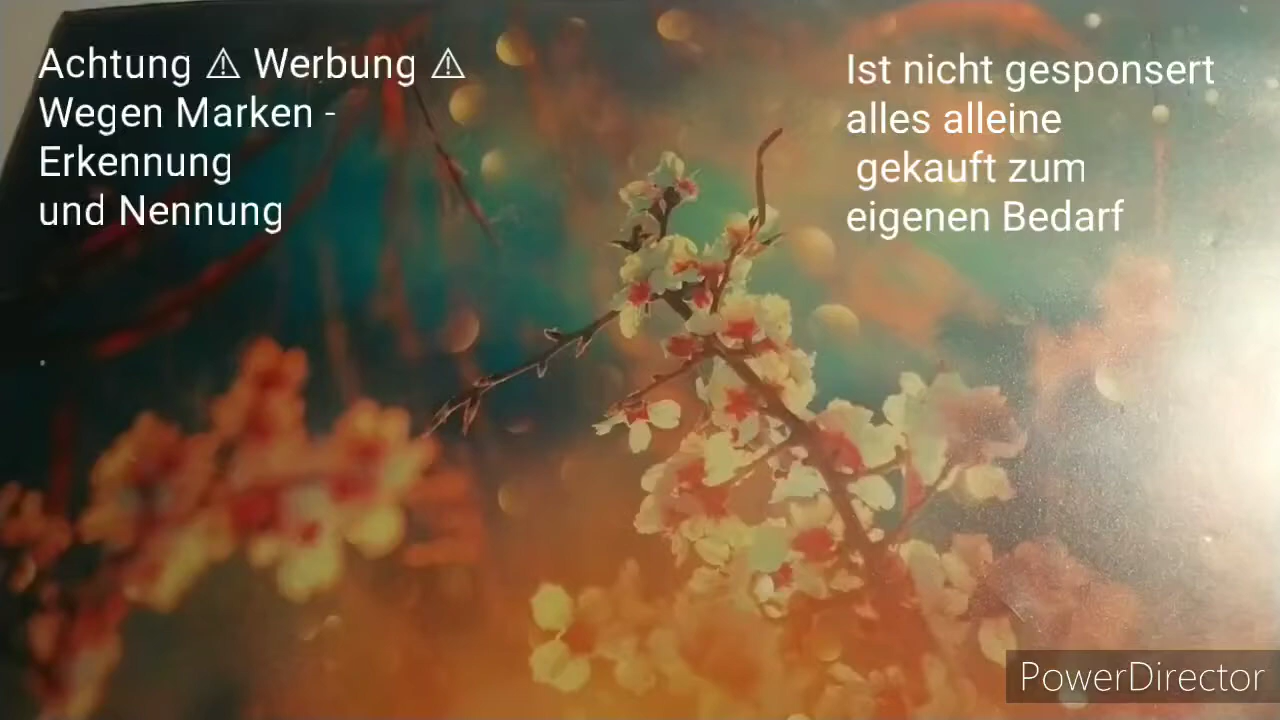 Achtung ⚠ Werbung ⚠
Wegen Marken -
Erkennung
und Nennung
Ist nicht gesponsert
alles alleine
gekauft zum
eigenen Bedarf
PowerDirector